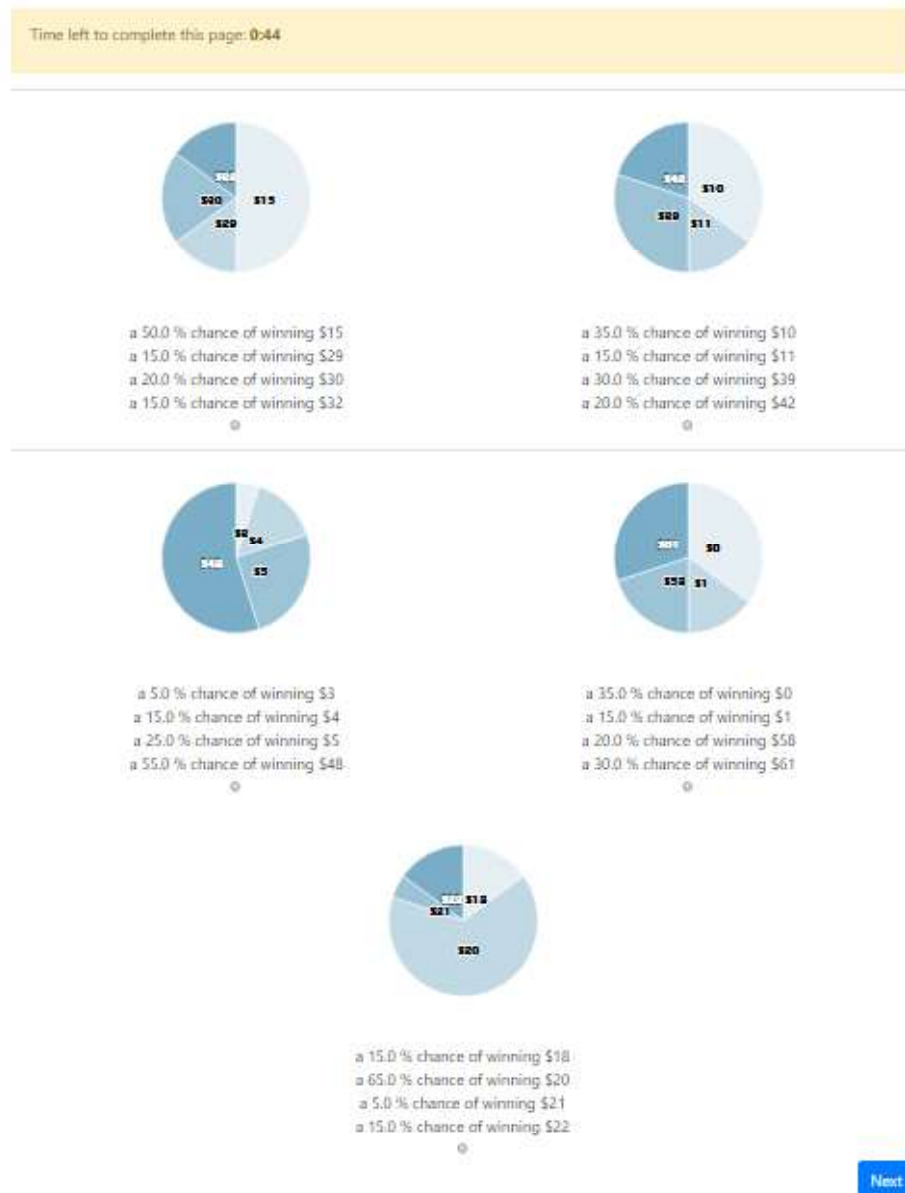 Time left to complete this page: 0:44
$15
$30
$29
$10
$11
a 50.0 % chance of winning $15
a 15.0 % chance of winning $29
a 20.0 % chance of winning $30
a 15.0 % chance of winning $32
a 35.0 % chance of winning $10
a 15.0 % chance of winning $11
a 30.0 % chance of winning $39
a 20.0 % chance of winning $42
$4
$5
$48
$0
$1
$58
$61
a 5.0 % chance of winning $3
a 15.0 % chance of winning $4
a 25.0 % chance of winning $5
a 55.0 % chance of winning $48
a 35.0 % chance of winning $0
a 15.0 % chance of winning $1
a 20.0 % chance of winning $58
a 30.0 % chance of winning $61
$18
$21
$20
a 15.0 % chance of winning $18
a 65.0 % chance of winning $20
a 5.0 % chance of winning $21
a 15.0 % chance of winning $22
Next